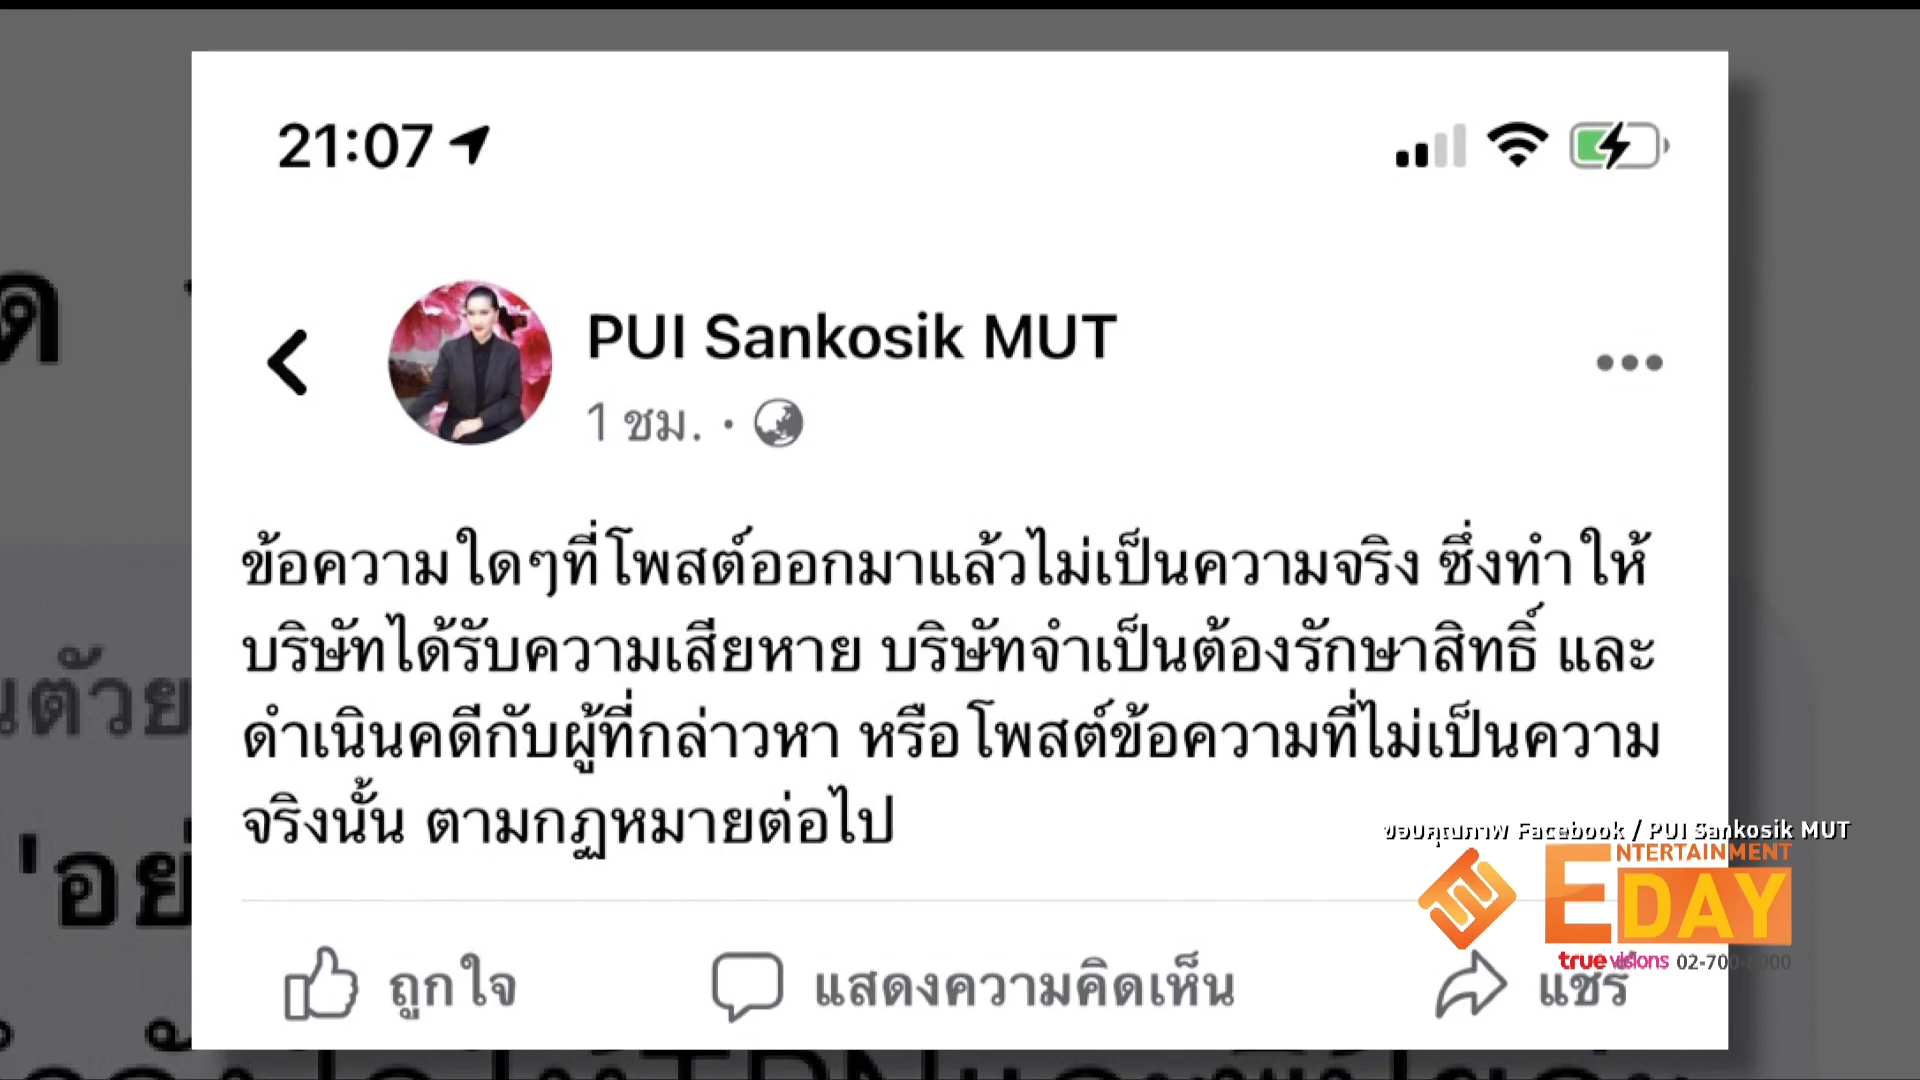 21:07
PUI Sankosik MUT
1 ชม. ·
ข้อความใดๆที่โพสต์ออกมาแล้วไม่เป็นความจริง ซึ่งทำให้
บริษัทได้รับความเสียหาย บริษัทจำเป็นต้องรักษาสิทธิ์ และ
ดำเนินคดีกับผู้ที่กล่าวหา หรือโพสต์ข้อความที่ไม่เป็นความ
จริงนั้น ตามกฎหมายต่อไป
ขอบคุณภาพ Facebook / PUI Sankosik MUT
ENTERTAINMENT
DAY
true visions 02-700-8000
ถูกใจ
แสดงความคิดเห็น
แชร์